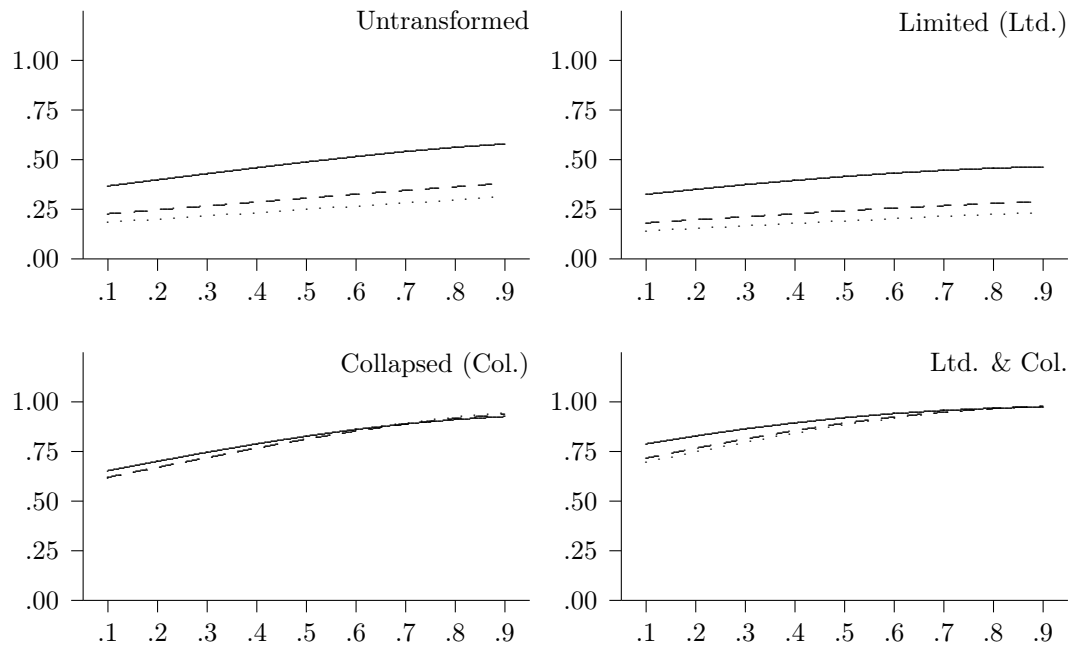 Untransformed
1.00
.75
.50
.25
.00
.1 .2 .3 .4 .5 .6 .7 .8 .9
Limited (Ltd.)
1.00
.75
.50
.25
.00
.1 .2 .3 .4 .5 .6 .7 .8 .9
Collapsed (Col.)
1.00
.75
.50
.25
.00
.1 .2 .3 .4 .5 .6 .7 .8 .9
Ltd. & Col.
1.00
.75
.50
.25
.00
.1 .2 .3 .4 .5 .6 .7 .8 .9